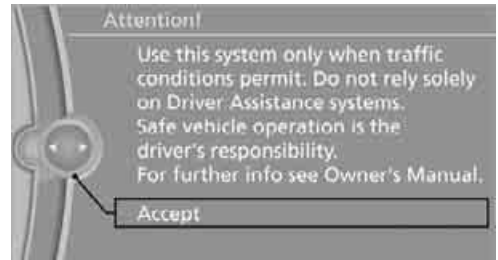 Attention!
Use this system only when traffic
conditions permit. Do not rely solely
on Driver Assistance systems.
Safe vehicle operation is the
driver's responsibility.
For further info see Owner's Manual.
Accept